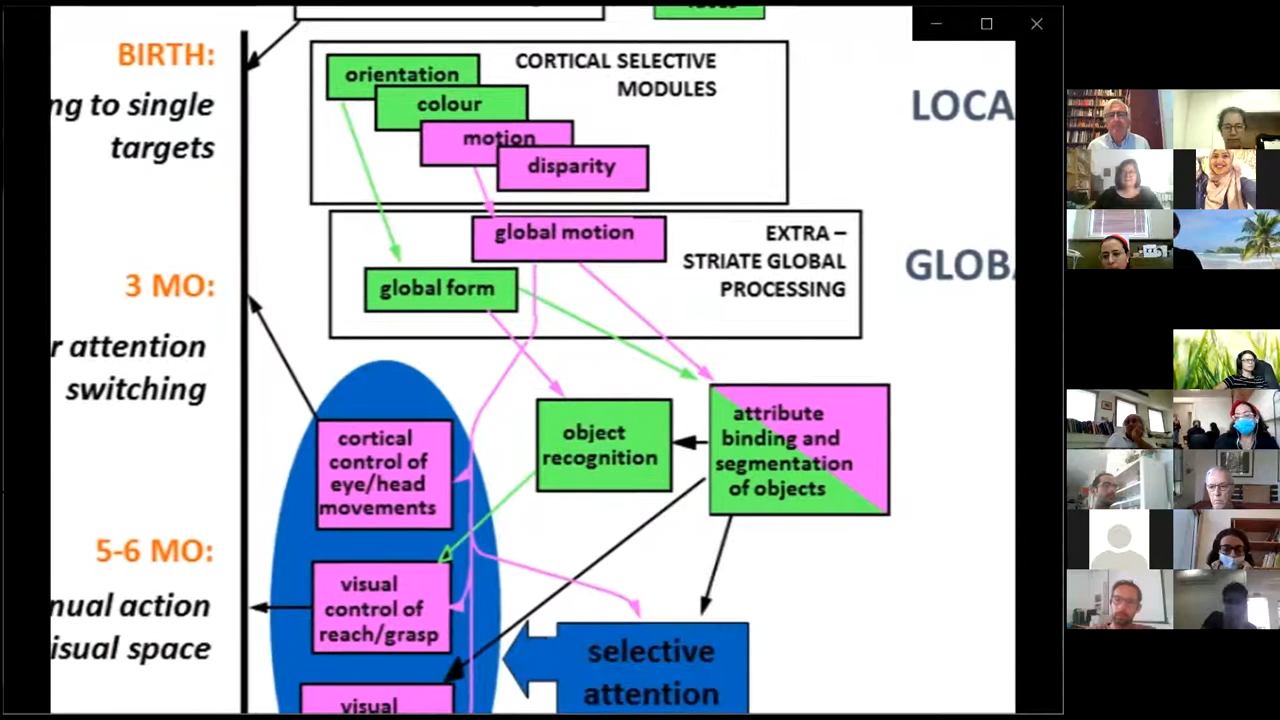 BIRTH:
ng to single
targets
3 MO:
r attention
switching
5-6 MO:
nual action
isual space
orientation
colour
motion
disparity
CORTICAL SELECTIVE
MODULES
global motion
global form
EXTRA –
STRIATE GLOBAL
PROCESSING
LOCA
GLOB
cortical
control of
eye/head
movements
object
recognition
attribute
binding and
segmentation
of objects
visual
control of
reach/grasp
visual
selective
attention